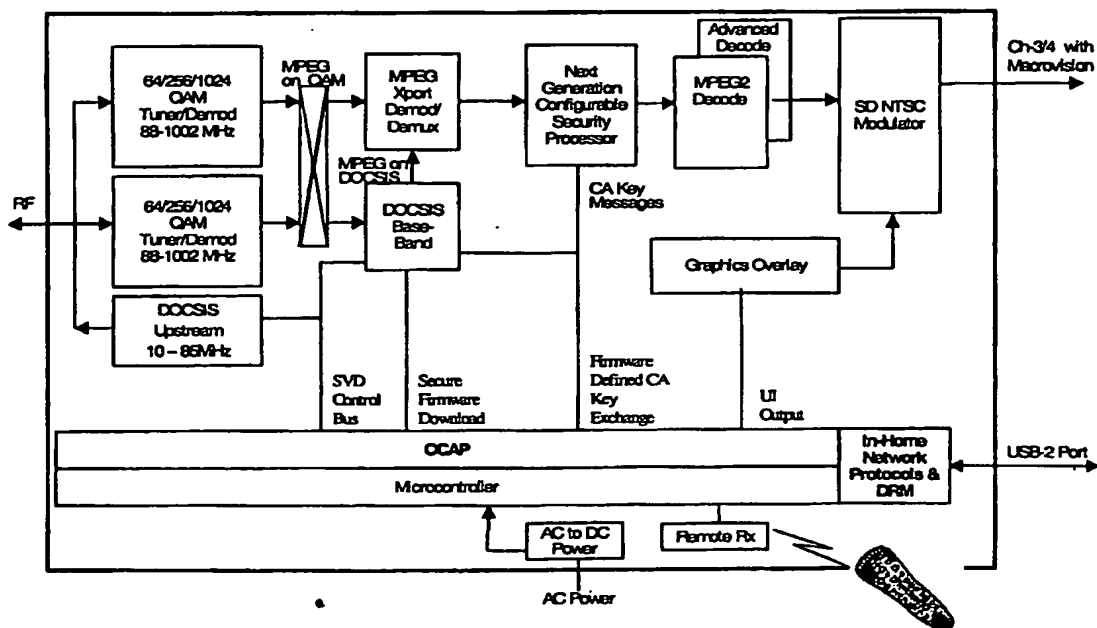 64/256/1024
QAM
Tuner/Demod
88-1002 MHz
MPEG
on QAM
MPEG
Xport
Demod/
Demux
Next
Generation
Configurable
Security
Processor
Advanced
Decode
MPEG2
Decode
SD NTSC
Modulator
Ch-3/4 with
Macrovision
MPEG on
DOCSIS
RF
64/256/1024
QAM
Tuner/Demod
88-1002 MHz
DOCSIS
Base-
Band
CA Key
Messages
Graphics Overlay
DOCSIS
Upstream
10 – 85MHz
SVD
Control
Bus
Secure
Firmware
Download
Firmware
Defined CA
Key
Exchange
UI
Output
OCAP
Microcontroller
In-Home
Network
Protocols &
DRM
USB-2 Port
AC to DC
Power
Remote Rx
AC Power